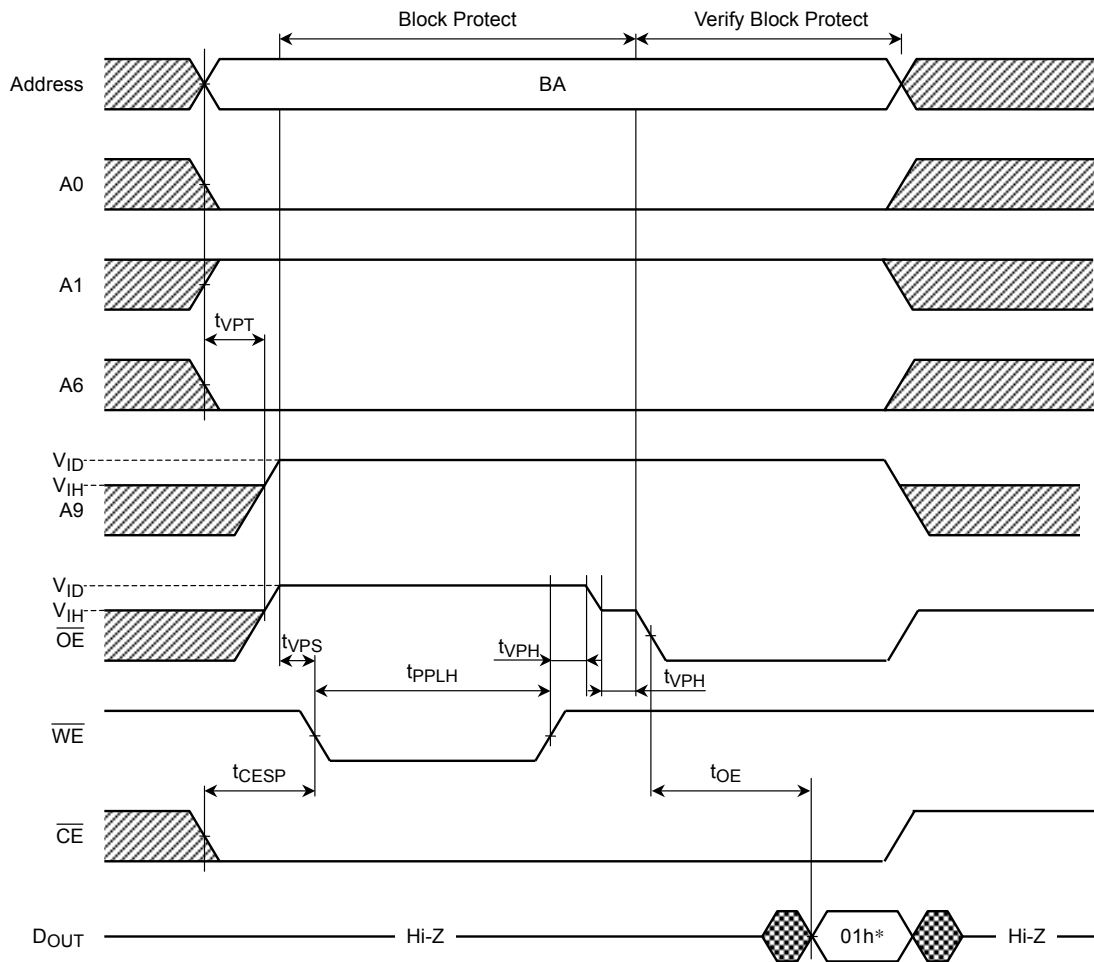 Block Protect Verify Block Protect
Address BA
A0
A1
tVPT
A6
VID
VIH
A9
VID
VIH
OE
tVPS tVPH
tPPLH tVPH
WE
tCESP tOE
CE
DOUT Hi-Z 01h* Hi-Z